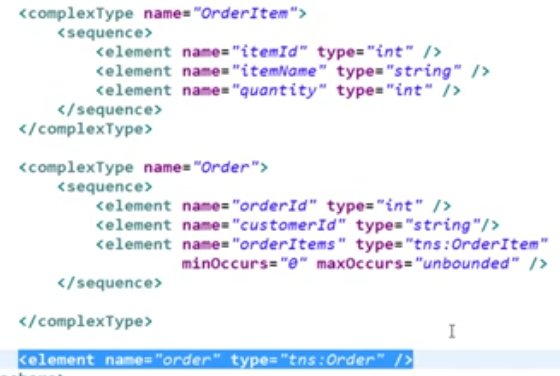 <complexType name="OrderItem">
<sequence>
<element name="itemId" type="int" />
<element name="itemName" type="string" />
<element name="quantity" type="int" />
</sequence>
</complexType>
<complexType name="Order">
<sequence>
<element name="orderId" type="int" />
<element name="customerId" type="string"/>
<element name="orderItems" type="tns:OrderItem"
minOccurs="0" maxOccurs="unbounded" />
</sequence>
</complexType>
<element name="order" type="tns:Order" />